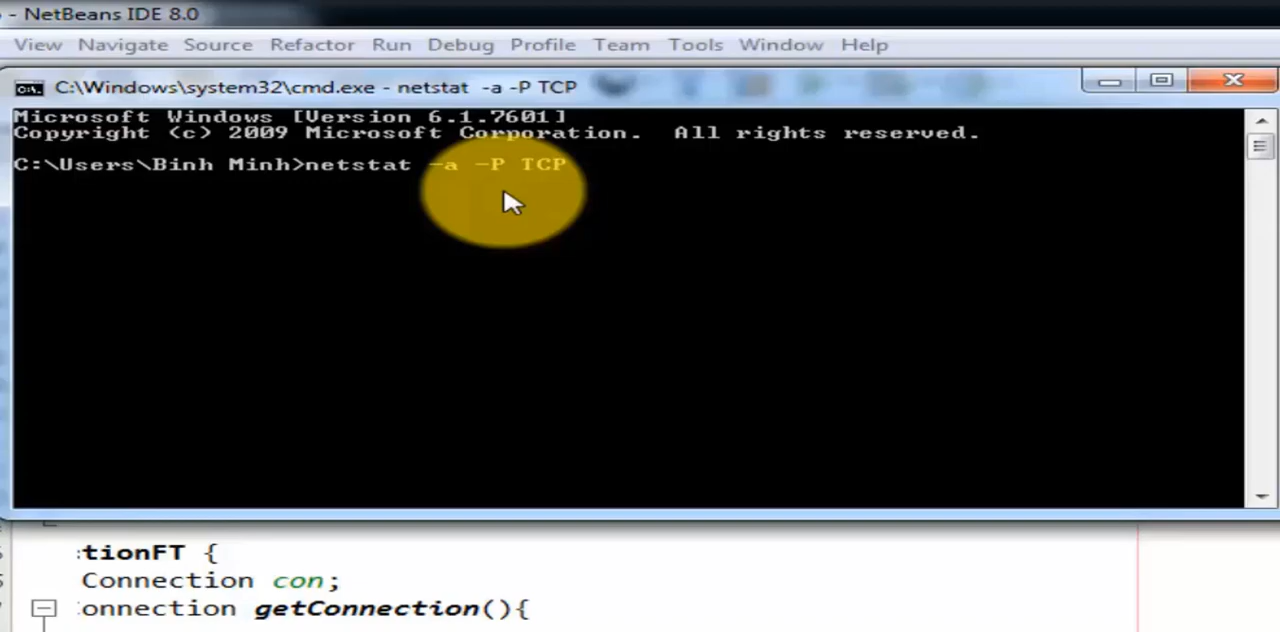 - NetBeans IDE 8.0
View Navigate Source Refactor Run Debug Profile Team Tools Window Help
C:\Windows\system32\cmd.exe - netstat -a -P TCP
Microsoft Windows [Version 6.1.7601]
Copyright (c) 2009 Microsoft Corporation. All rights reserved.
C:\Users\Binh Minh>netstat -a -P TCP
:tionFT {
Connection con;
:onnection getConnection(){